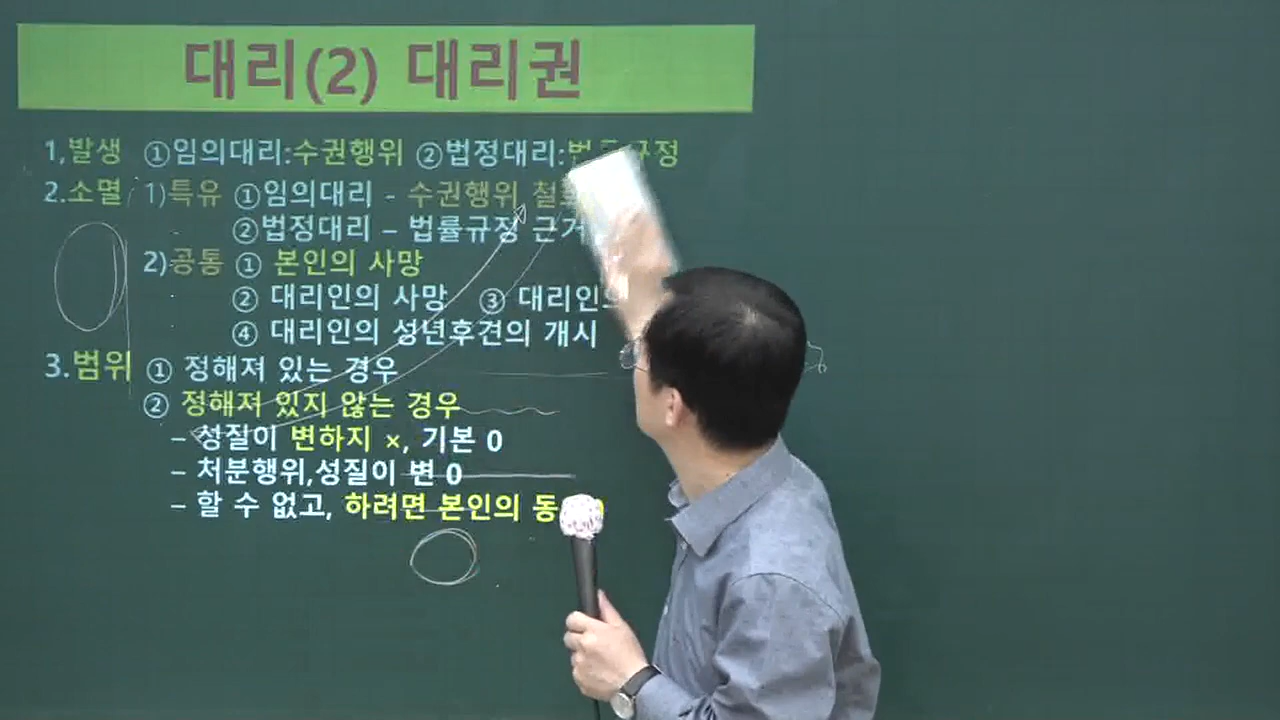 대리(2) 대리권
1,발생 ①임의대리:수권행위 ②법정대리:법 규정
2.소멸 1)특유 ①임의대리 - 수권행위
②법정대리 – 법률규정 근거
2)공통 ① 본인의 사망
② 대리인의 사망 ③ 대리인의
④ 대리인의 성년후견의 개시
3.범위 ① 정해져 있는 경우
② 정해져 있지 않는 경우
– 성질이 변하지 ×, 기본 0
– 처분행위,성질이 변 0
– 할 수 없고, 하려면 본인의 동